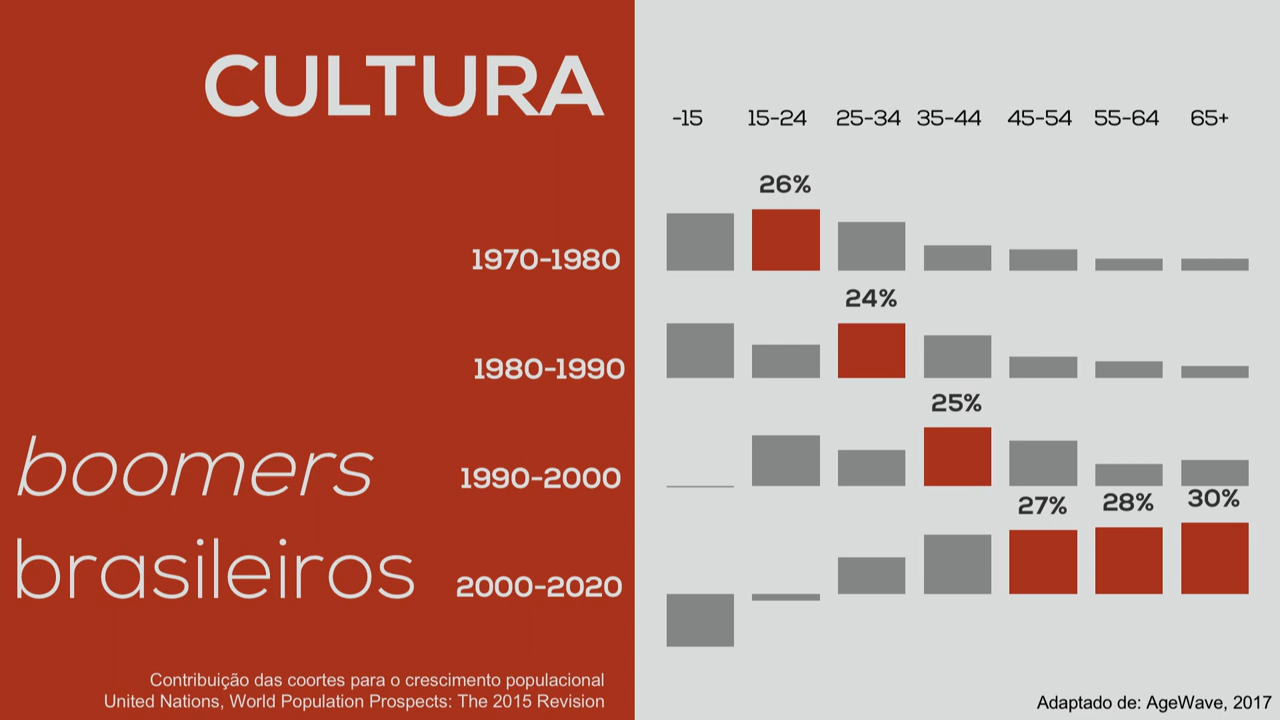 CULTURA
-15 15-24 25-34 35-44 45-54 55-64 65+
26%
1970-1980
24%
1980-1990
25%
boomers
1990-2000
27% 28% 30%
brasileiros
2000-2020
Contribuição das coortes para o crescimento populacional
United Nations, World Population Prospects: The 2015 Revision
Adaptado de: AgeWave, 2017